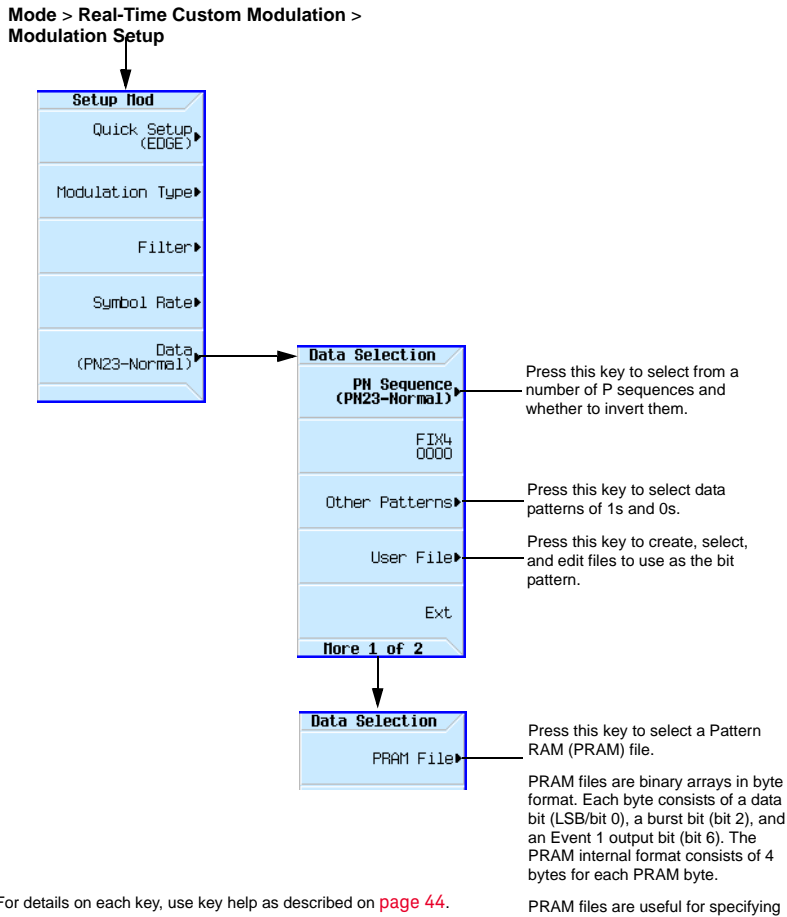 Mode > Real-Time Custom Modulation >
Modulation Setup
Setup Mod
Quick Setup
(EDGE)
Modulation Type
Filter
Symbol Rate
Data
(PN23-Normal)
Data Selection
PN Sequence
(PN23-Normal)
FIX4
0000
Other Patterns
User File
Ext
More 1 of 2
Press this key to select from a
number of P sequences and
whether to invert them.
Press this key to select data
patterns of 1s and 0s.
Press this key to create, select,
and edit files to use as the bit
pattern.
Data Selection
PRAM File
Press this key to select a Pattern
RAM (PRAM) file.
PRAM files are binary arrays in byte
format. Each byte consists of a data
bit (LSB/bit 0), a burst bit (bit 2), and
an Event 1 output bit (bit 6). The
PRAM internal format consists of 4
bytes for each PRAM byte.
PRAM files are useful for specifying
For details on each key, use key help as described on page 44.